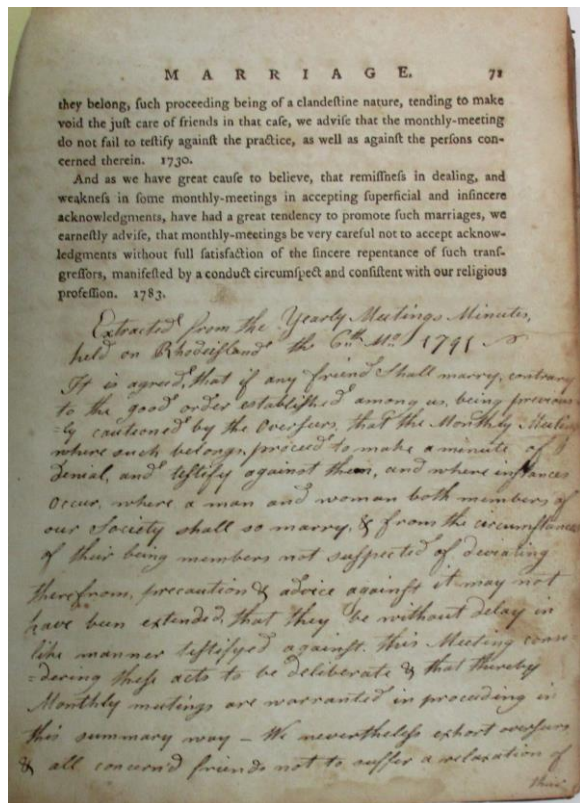 MARRIAGE. 71
they belong, ſuch proceeding being of a clandeſtine nature, tending to make
void the juſt care of friends in that caſe, we adviſe that the monthly-meeting
do not fail to teſtify againſt the practice, as well as againſt the perſons con-
cerned therein. 1730.
And as we have great cauſe to believe, that remiſſneſs in dealing, and
weakneſs in ſome monthly-meetings in accepting ſuperficial and inſincere
acknowledgments, have had a great tendency to promote ſuch marriages, we
earneſtly adviſe, that monthly-meetings be very careful not to accept acknow-
ledgments without full ſatisfaction of the ſincere repentance of ſuch tranſ-
greſſors, manifeſted by a conduct circumſpect and conſiſtent with our religious
profeſſion. 1783.
Extracted from the Yearly Meetings Minutes,
held on Rhodeiſland th 6th Mo 1791
It is agreed, that if any friend Shall marry, contrary
to the good order establiſhed among us, being previous
=ly cautioned by the Overſeers, that the Monthly Meeting
where such belongs, proceed to make a minute of
Denial, and testify against them, and where inſtances
Occur, where a man and woman both members of
our Society shall so marry, & from the circumſtances
of their being members not suspected of deviating
therefrom, precaution & advice againſt it may not
have been extended, that they be without delay in
like manner testifyed againſt, this Meeting consi
=dering theſe acts to be deliberate & that thereby
Monthly meetings are warranted in proceeding in
this summary way – We nevertheleſs exhort overſeers
& all concern'd friends not to suffer a relaxation of
their